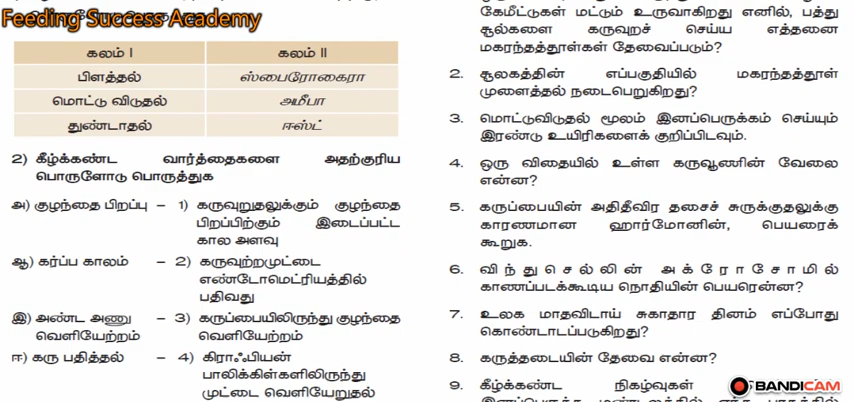 Feeding Success Academy
கலம் I கலம் II
பிளத்தல் ஸ்பைரோகைரா
மொட்டு விடுதல் அமீபா
துண்டாதல் ஈஸ்ட்
2) கீழ்க்கண்ட வார்த்தைகளை அதற்குரிய
பொருளோடு பொருத்துக
அ) குழந்தை பிறப்பு – 1) கருவுறுதலுக்கும் குழந்தை
பிறப்பிற்கும் இடைப்பட்ட
கால அளவு
ஆ) கர்ப்ப காலம் – 2) கருவுற்றமுட்டை
எண்டோமெட்ரியத்தில்
பதிவது
இ) அண்ட அணு – 3) கருப்பையிலிருந்து குழந்தை
வெளியேற்றம் வெளியேற்றம்
ஈ) கரு பதித்தல் – 4) கிராஃபியன்
பாலிக்கிள்களிலிருந்து
முட்டை வெளியேறுதல்
கேமீட்டுகள் மட்டும் உருவாகிறது எனில், பத்து
சூல்களை கருவுறச் செய்ய எத்தனை
மகரந்தத்தூள்கள் தேவைப்படும்?
2. சூலகத்தின் எப்பகுதியில் மகரந்தத்தூள்
முளைத்தல் நடைபெறுகிறது?
3. மொட்டுவிடுதல் மூலம் இனப்பெருக்கம் செய்யும்
இரண்டு உயிரிகளைக் குறிப்பிடவும்.
4. ஒரு விதையில் உள்ள கருவூணின் வேலை
என்ன?
5. கருப்பையின் அதிதீவிர தசைச் சுருக்குதலுக்கு
காரணமான ஹார்மோனின், பெயரைக்
கூறுக.
6. விந்துசெல்லின் அக்ரோசோமில்
காணப்படக்கூடிய நொதியின் பெயரென்ன?
7. உலக மாதவிடாய் சுகாதார தினம் எப்போது
கொண்டாடப்படுகிறது?
8. கருத்தடையின் தேவை என்ன?
9. கீழ்க்கண்ட நிகழ்வுகள்
BANDICAM